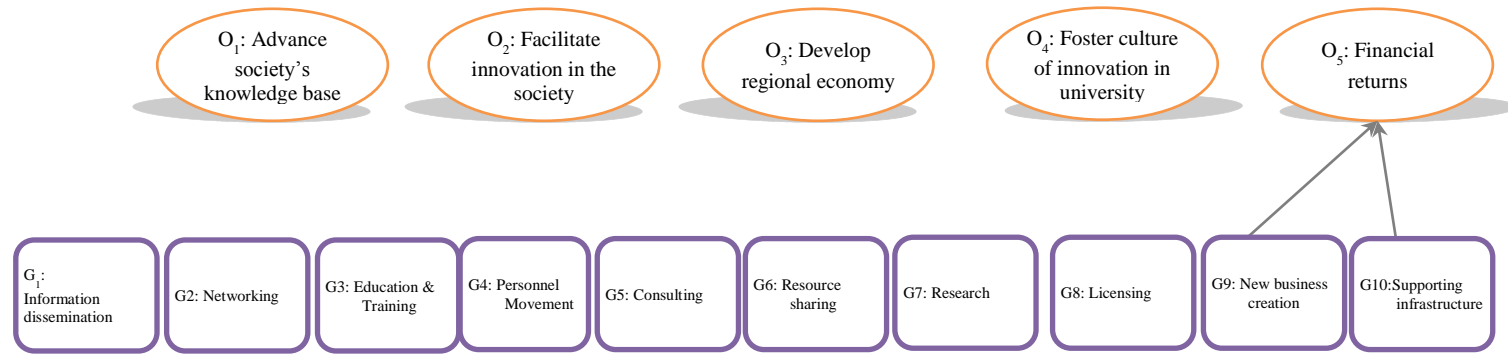 O₁: Advance
society's
knowledge base
O₂: Facilitate
innovation in the
society
O₃: Develop
regional economy
O₄: Foster culture
of innovation in
university
O₅: Financial
returns
G₁:
Information
dissemination
G2: Networking
G3: Education &
Training
G4: Personnel
Movement
G5: Consulting
G6: Resource
sharing
G7: Research
G8: Licensing
G9: New business
creation
G10:Supporting
infrastructure